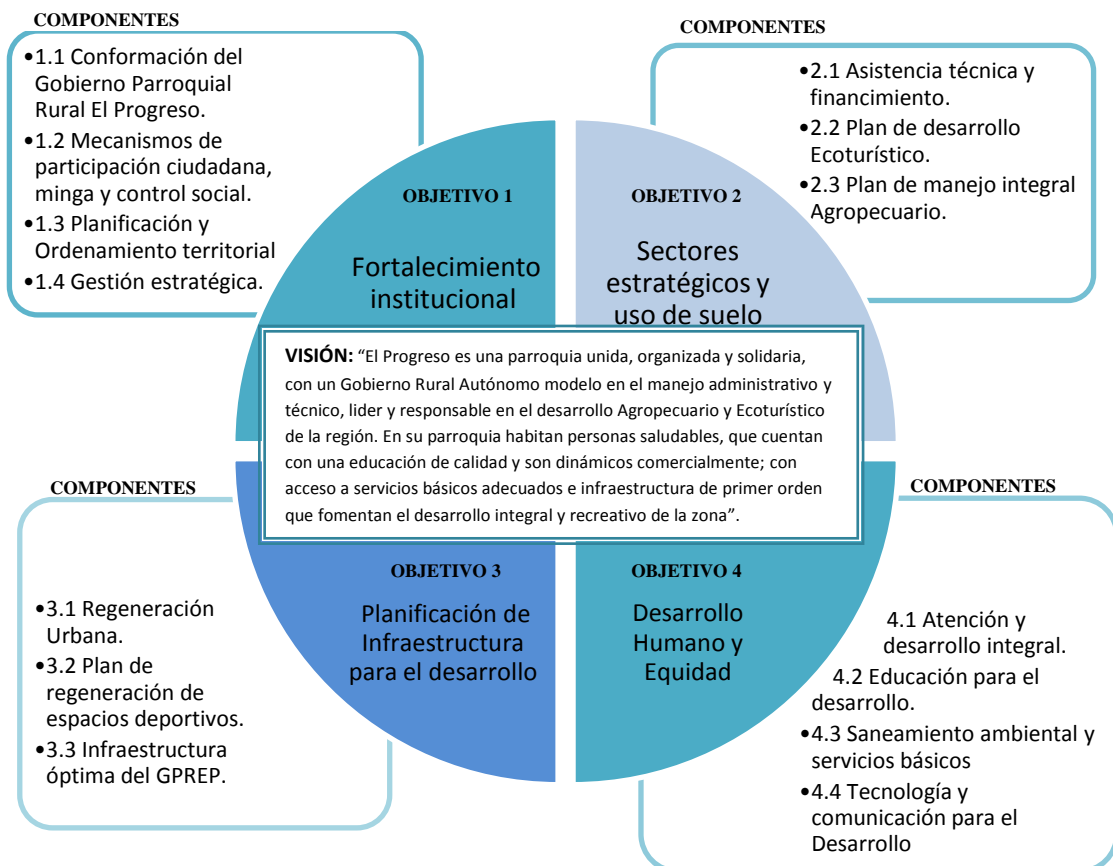 COMPONENTES
•1.1 Conformación del
Gobierno Parroquial
Rural El Progreso.
•1.2 Mecanismos de
participación ciudadana,
minga y control social.
•1.3 Planificación y
Ordenamiento territorial
•1.4 Gestión estratégica.
COMPONENTES
•2.1 Asistencia técnica y
financimiento.
•2.2 Plan de desarrollo
Ecoturístico.
•2.3 Plan de manejo integral
Agropecuario.
OBJETIVO 1
Fortalecimiento
institucional
OBJETIVO 2
Sectores
estratégicos y
uso de suelo
VISIÓN: “El Progreso es una parroquia unida, organizada y solidaria,
con un Gobierno Rural Autónomo modelo en el manejo administrativo y
técnico, lider y responsable en el desarrollo Agropecuario y Ecoturístico
de la región. En su parroquia habitan personas saludables, que cuentan
con una educación de calidad y son dinámicos comercialmente; con
acceso a servicios básicos adecuados e infraestructura de primer orden
que fomentan el desarrollo integral y recreativo de la zona”.
COMPONENTES
•3.1 Regeneración
Urbana.
•3.2 Plan de
regeneración de
espacios deportivos.
•3.3 Infraestructura
óptima del GPREP.
OBJETIVO 3
Planificación de
Infraestructura
para el desarrollo
OBJETIVO 4
Desarrollo
Humano y
Equidad
COMPONENTES
4.1 Atención y
desarrollo integral.
4.2 Educación para el
desarrollo.
•4.3 Saneamiento ambiental y
servicios básicos
•4.4 Tecnología y
comunicación para el
Desarrollo